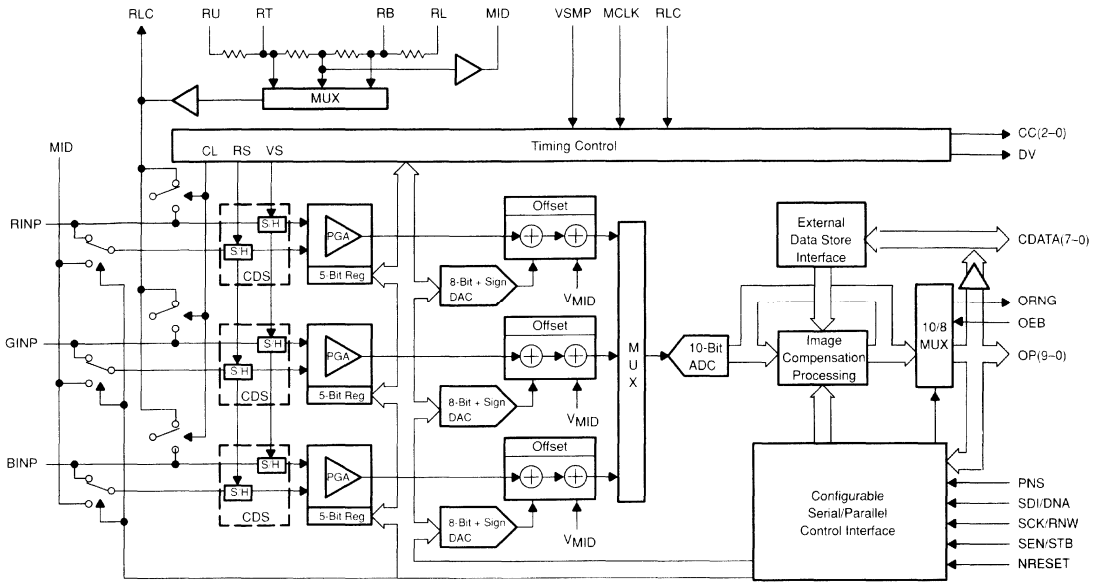 RLC RU RT RB RL MID VSMP MCLK RLC
MUX
Timing Control
CC(2-0)
DV
MID CL RS VS
RINP
S H
S H
CDS
PGA
5-Bit Reg
8-Bit + Sign
DAC
Offset
VMID
External
Data Store
Interface
CDATA(7-0)
GINP
S H
S H
CDS
PGA
5-Bit Reg
8-Bit + Sign
DAC
Offset
VMID
M
U
X
10-Bit
ADC
Image
Compensation
Processing
10/8
MUX
ORNG
OEB
OP(9-0)
BINP
S H
S H
CDS
PGA
5-Bit Reg
8-Bit + Sign
DAC
Offset
VMID
Configurable
Serial/Parallel
Control Interface
PNS
SDI/DNA
SCK/RNW
SEN/STB
NRESET